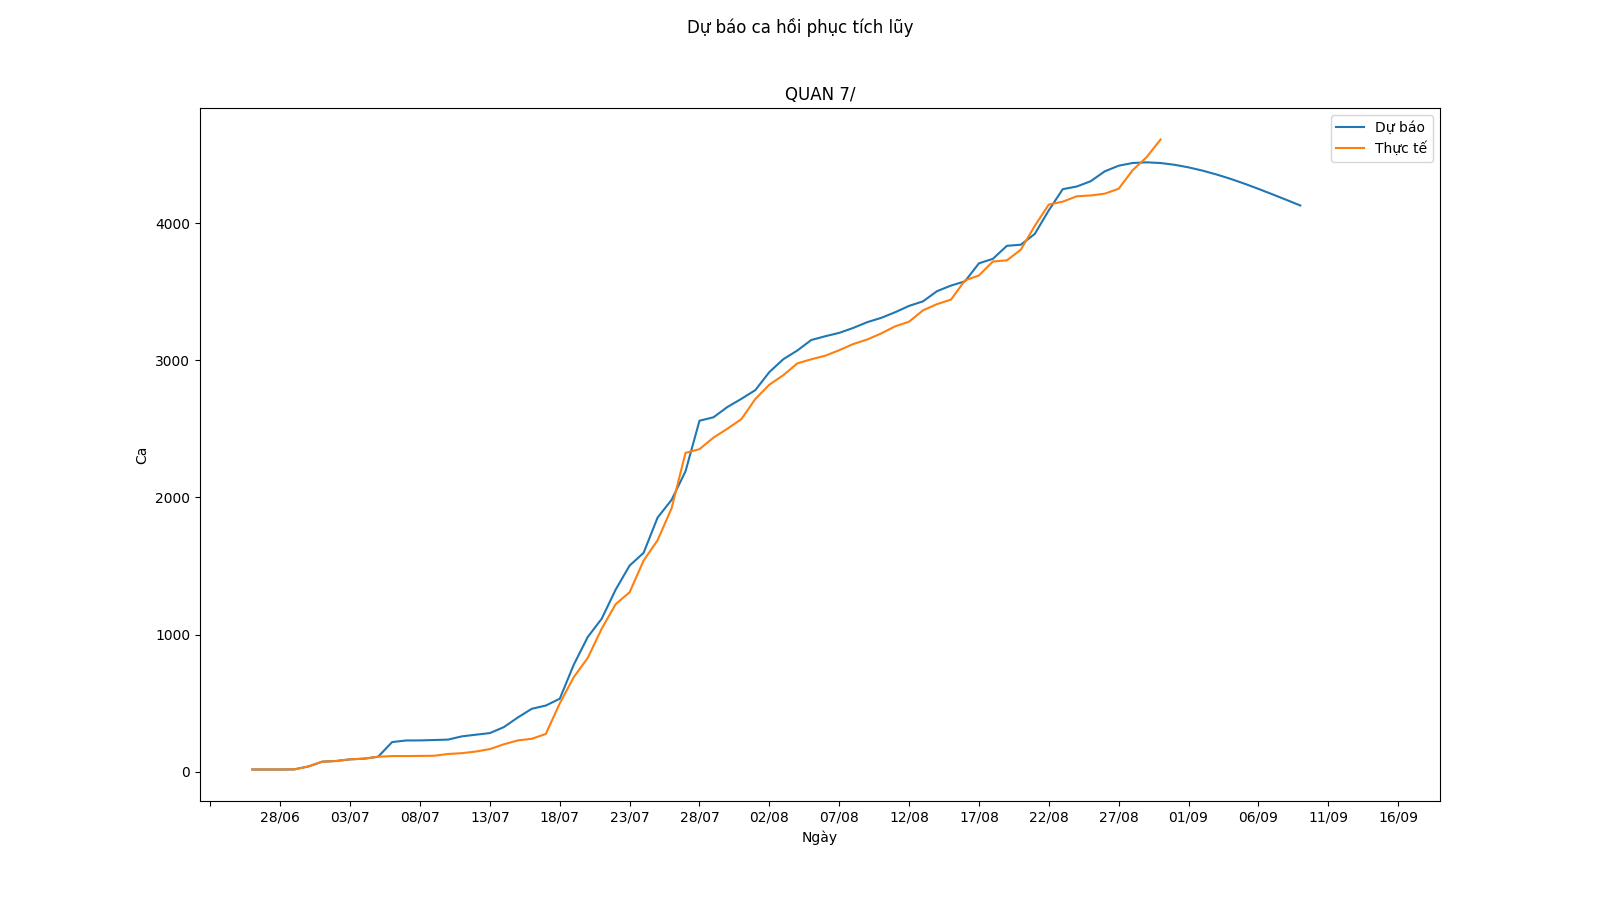 Dự báo ca hồi phục tích lũy
QUAN 7/
Dự báo
Thực tế
4000
3000
2000
1000
0
Ca
28/06 03/07 08/07 13/07 18/07 23/07 28/07 02/08 07/08 12/08 17/08 22/08 27/08 01/09 06/09 11/09 16/09
Ngày